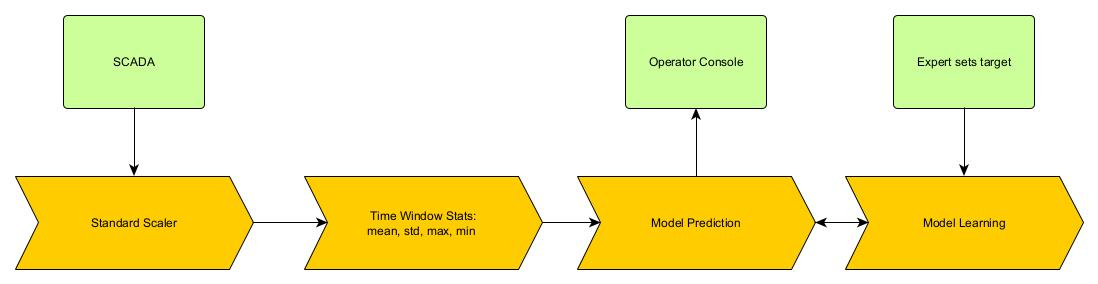 SCADA
Operator Console
Expert sets target
Standard Scaler
Time Window Stats:
mean, std, max, min
Model Prediction
Model Learning